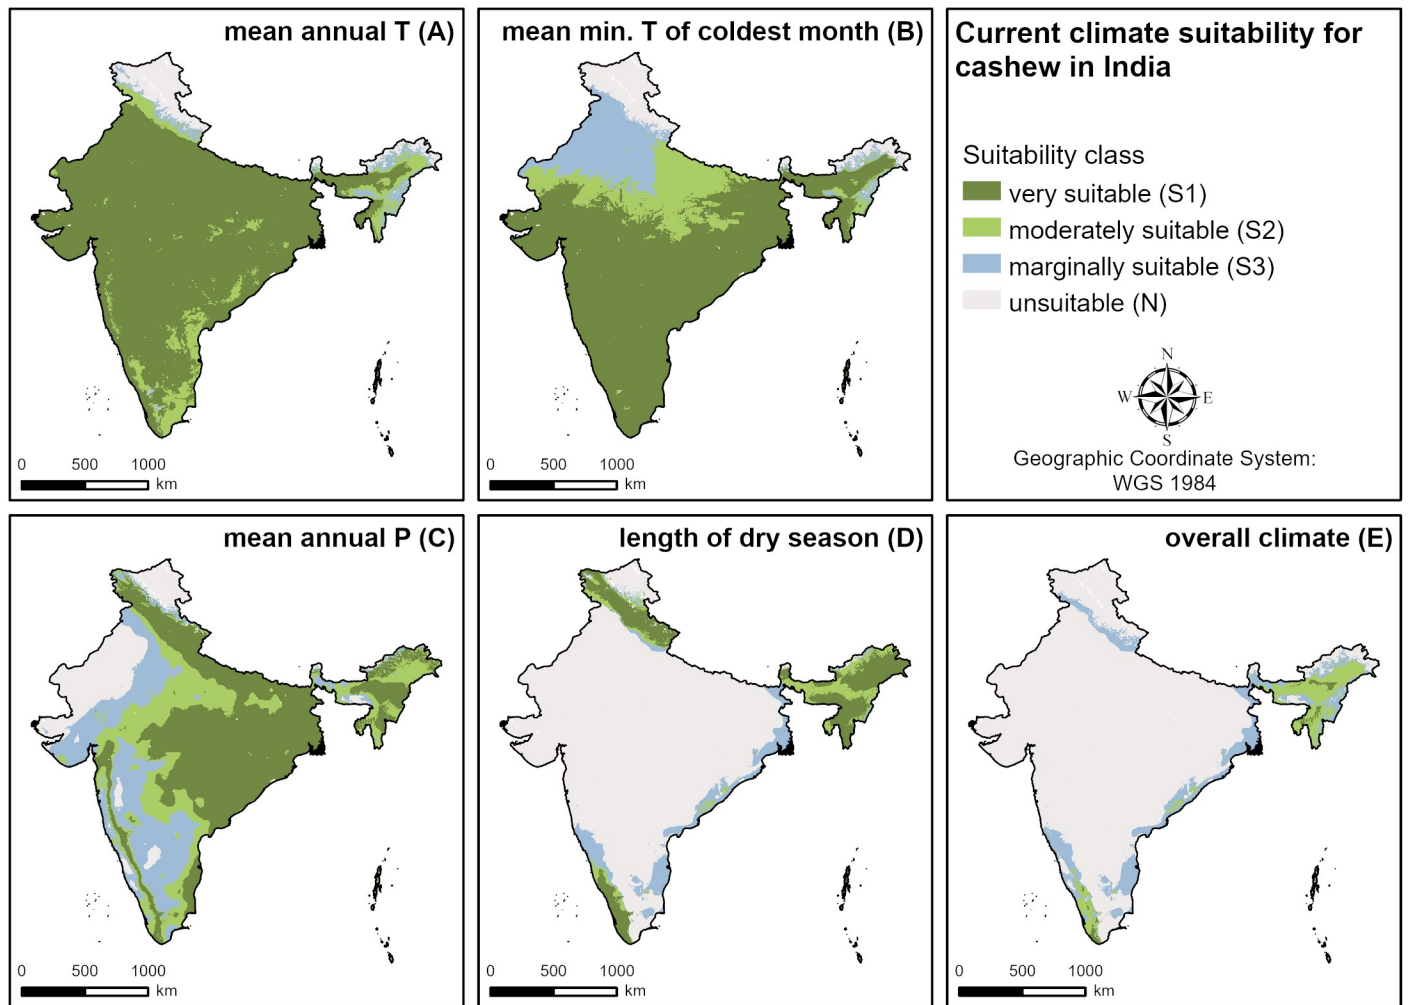 mean annual T (A)
mean min. T of coldest month (B)
Current climate suitability for
cashew in India
Suitability class
very suitable (S1)
moderately suitable (S2)
marginally suitable (S3)
unsuitable (N)
N
W E
S
Geographic Coordinate System:
WGS 1984
0 500 1000
km
0 500 1000
km
mean annual P (C)
length of dry season (D)
overall climate (E)
0 500 1000
km
0 500 1000
km
0 500 1000
km